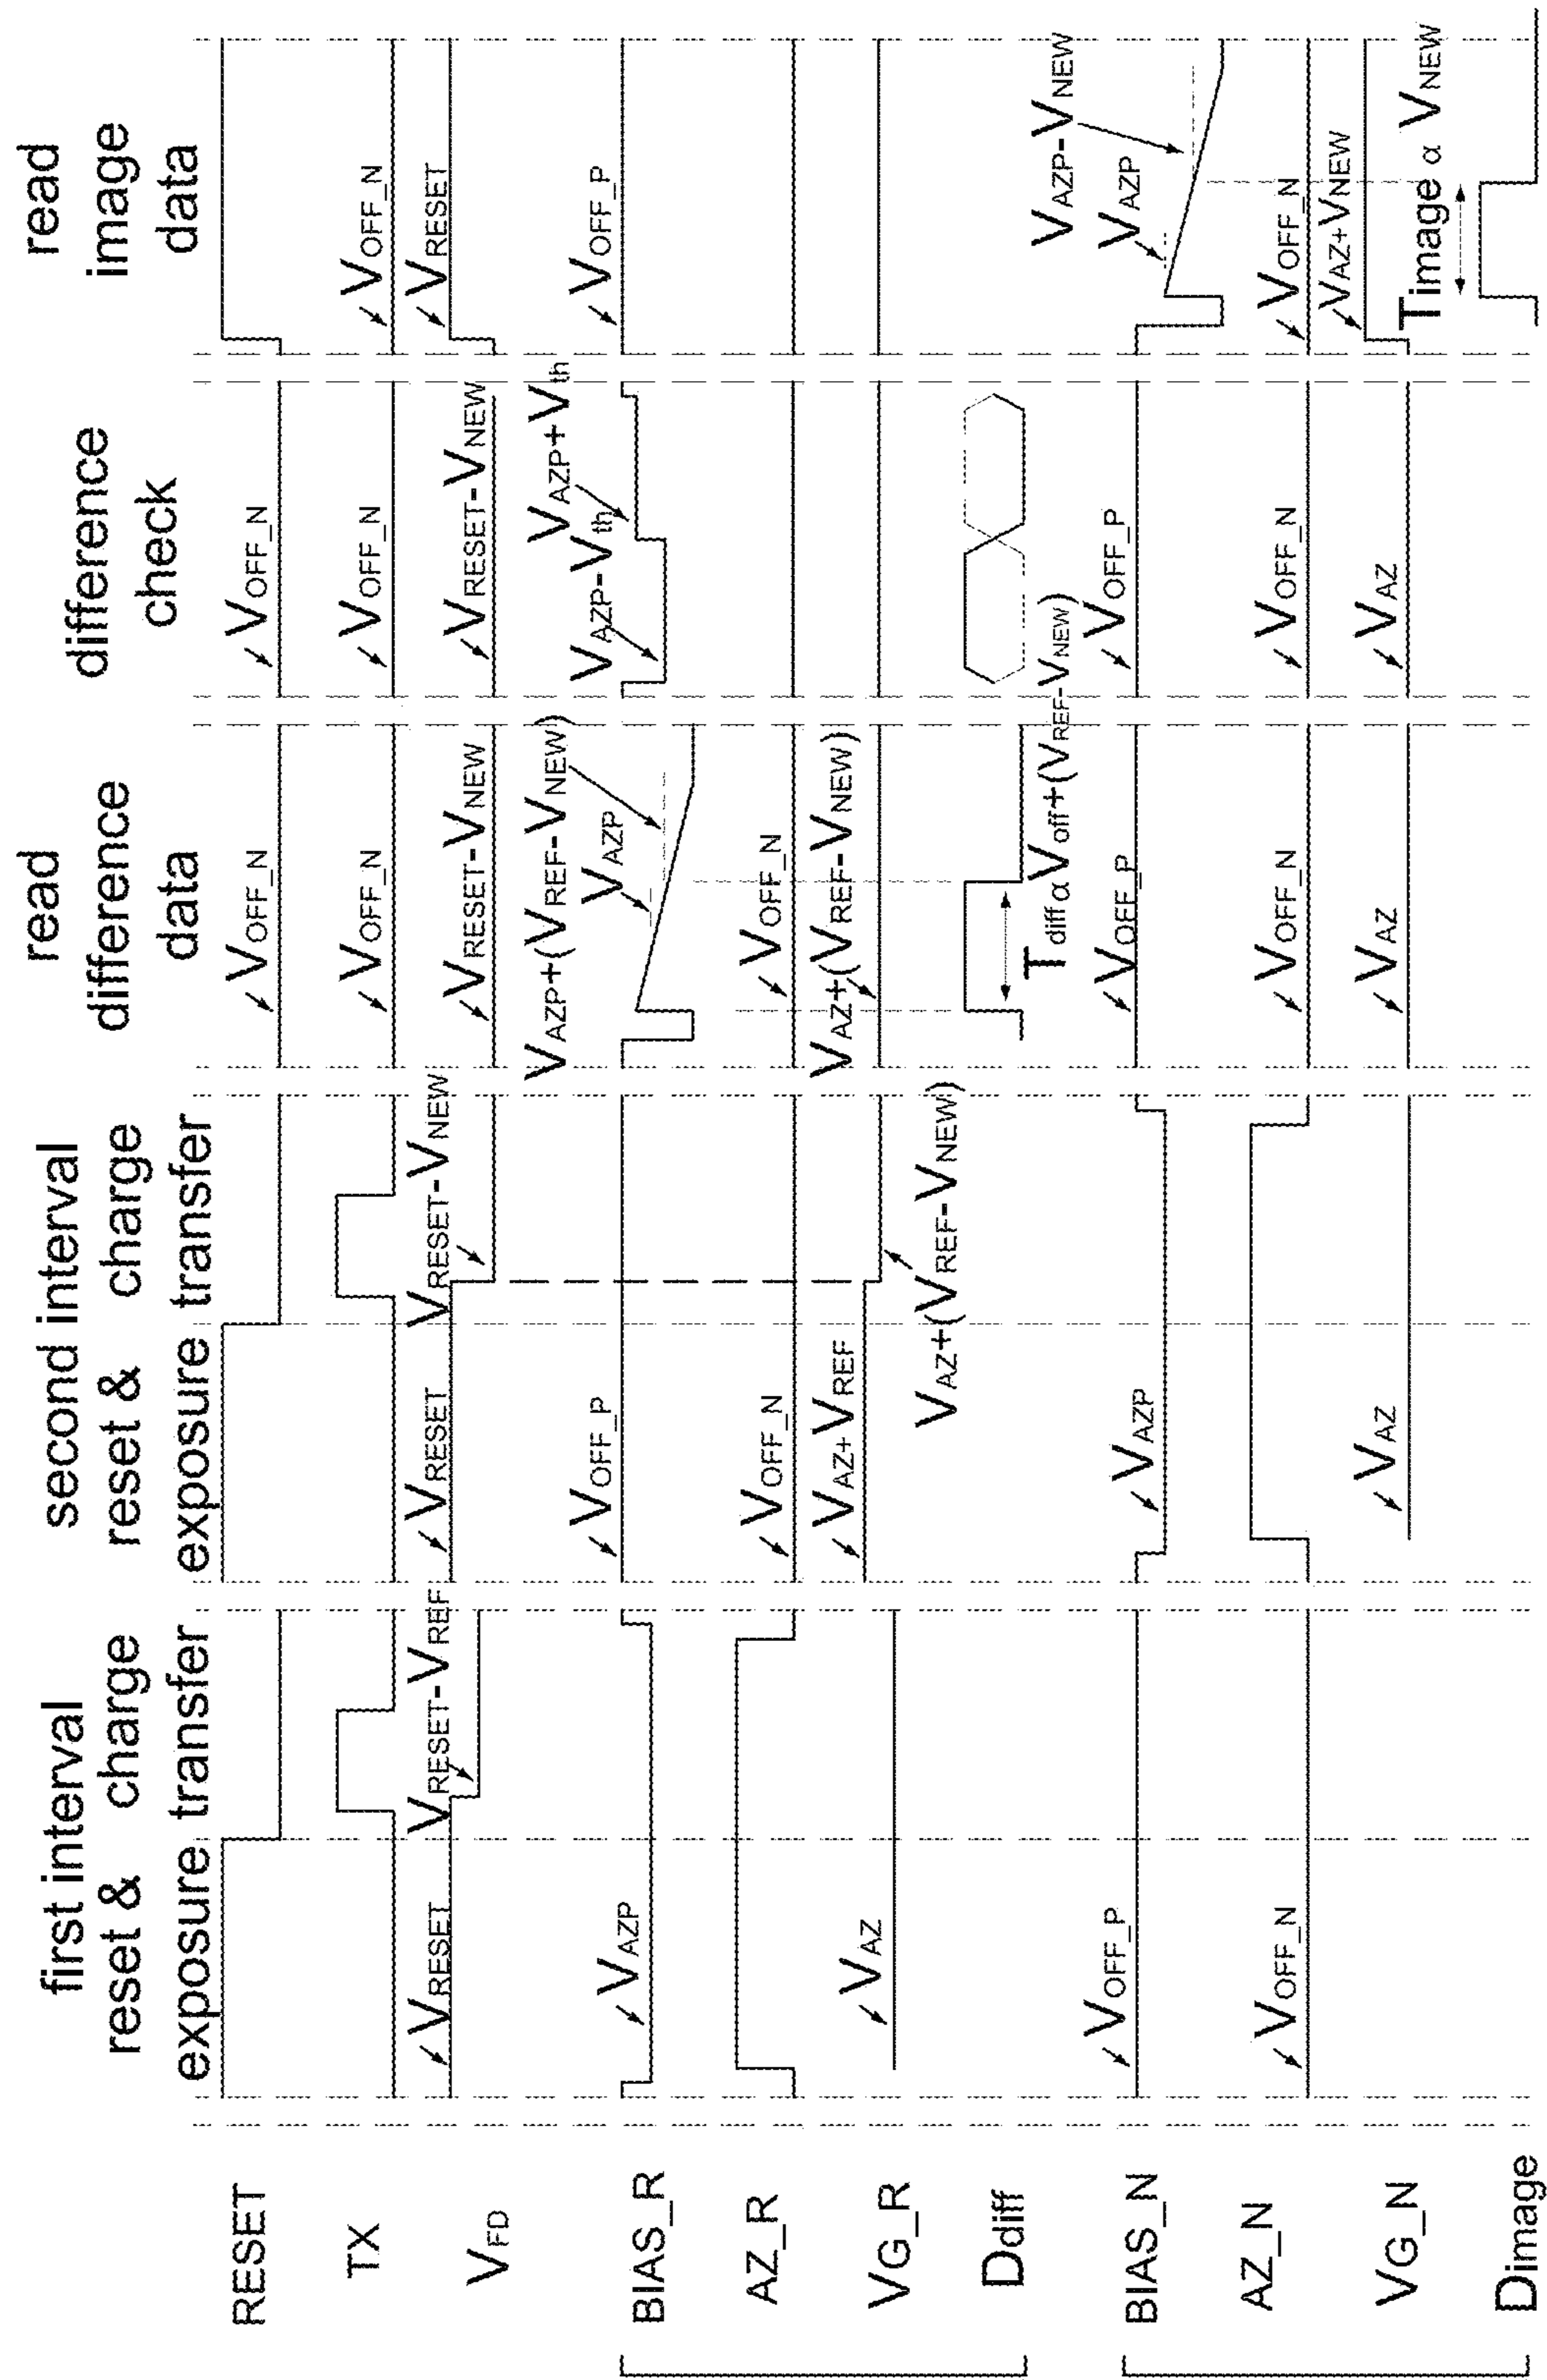 first interval
reset & charge
exposure transfer
second interval
reset & charge
exposure transfer
read
difference
data
difference
check
read
image
data
RESET
VOFF_N
VOFF_N
TX
VOFF_N
VOFF_N
VOFF_N
VFD
VRESET
VRESET-VREF
VRESET
VRESET-VNEW
VRESET-VNEW
VRESET-VNEW
VRESET
BIAS_R
VAZP
VOFF_P
VAZP+(VREF-VNEW)
VAZP
VAZP-Vth
VAZP+Vth
VOFF_P
AZ_R
VOFF_N
VOFF_N
VG_R
VAZ
VAZ+VREF
VAZ+(VREF-VNEW)
VAZ+(VREF-VNEW)
Ddiff
Tdiff α Voff+(VREF-VNEW)
BIAS_N
VOFF_P
VAZP
VOFF_P
VOFF_P
VAZP
VAZP-VNEW
AZ_N
VOFF_N
VOFF_N
VOFF_N
VOFF_N
VG_N
VAZ
VAZ
VAZ
VAZ+VNEW
Dimage
Timage α VNEW